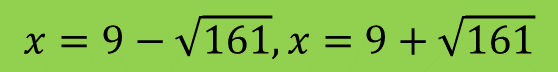 x = 9 − √161, x = 9 + √161